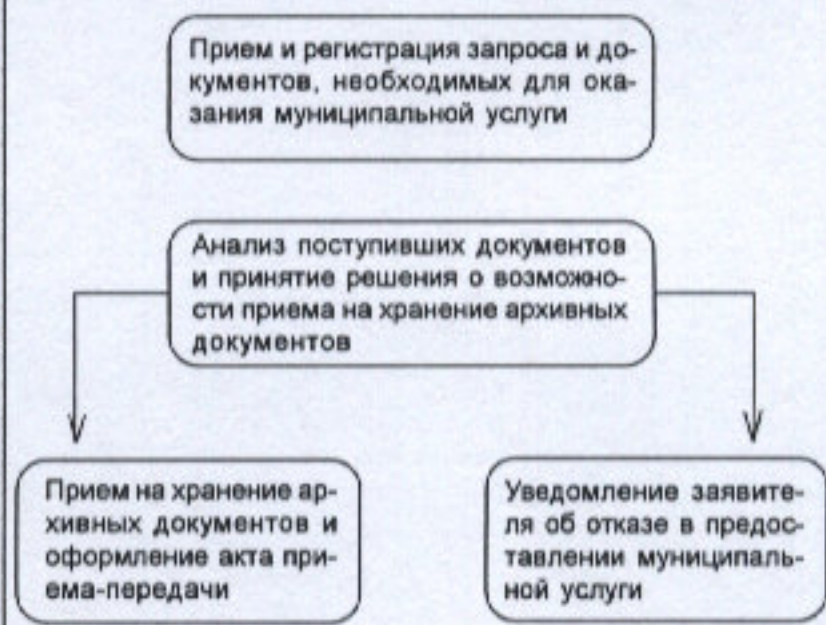 Прием и регистрация запроса и до-
кументов, необходимых для ока-
зания муниципальной услуги
Анализ поступивших документов
и принятие решения о возможно-
сти приема на хранение архивных
документов
Прием на хранение ар-
хивных документов и
оформление акта при-
ема-передачи
Уведомление заявите-
ля об отказе в предос-
тавлении муниципаль-
ной услуги